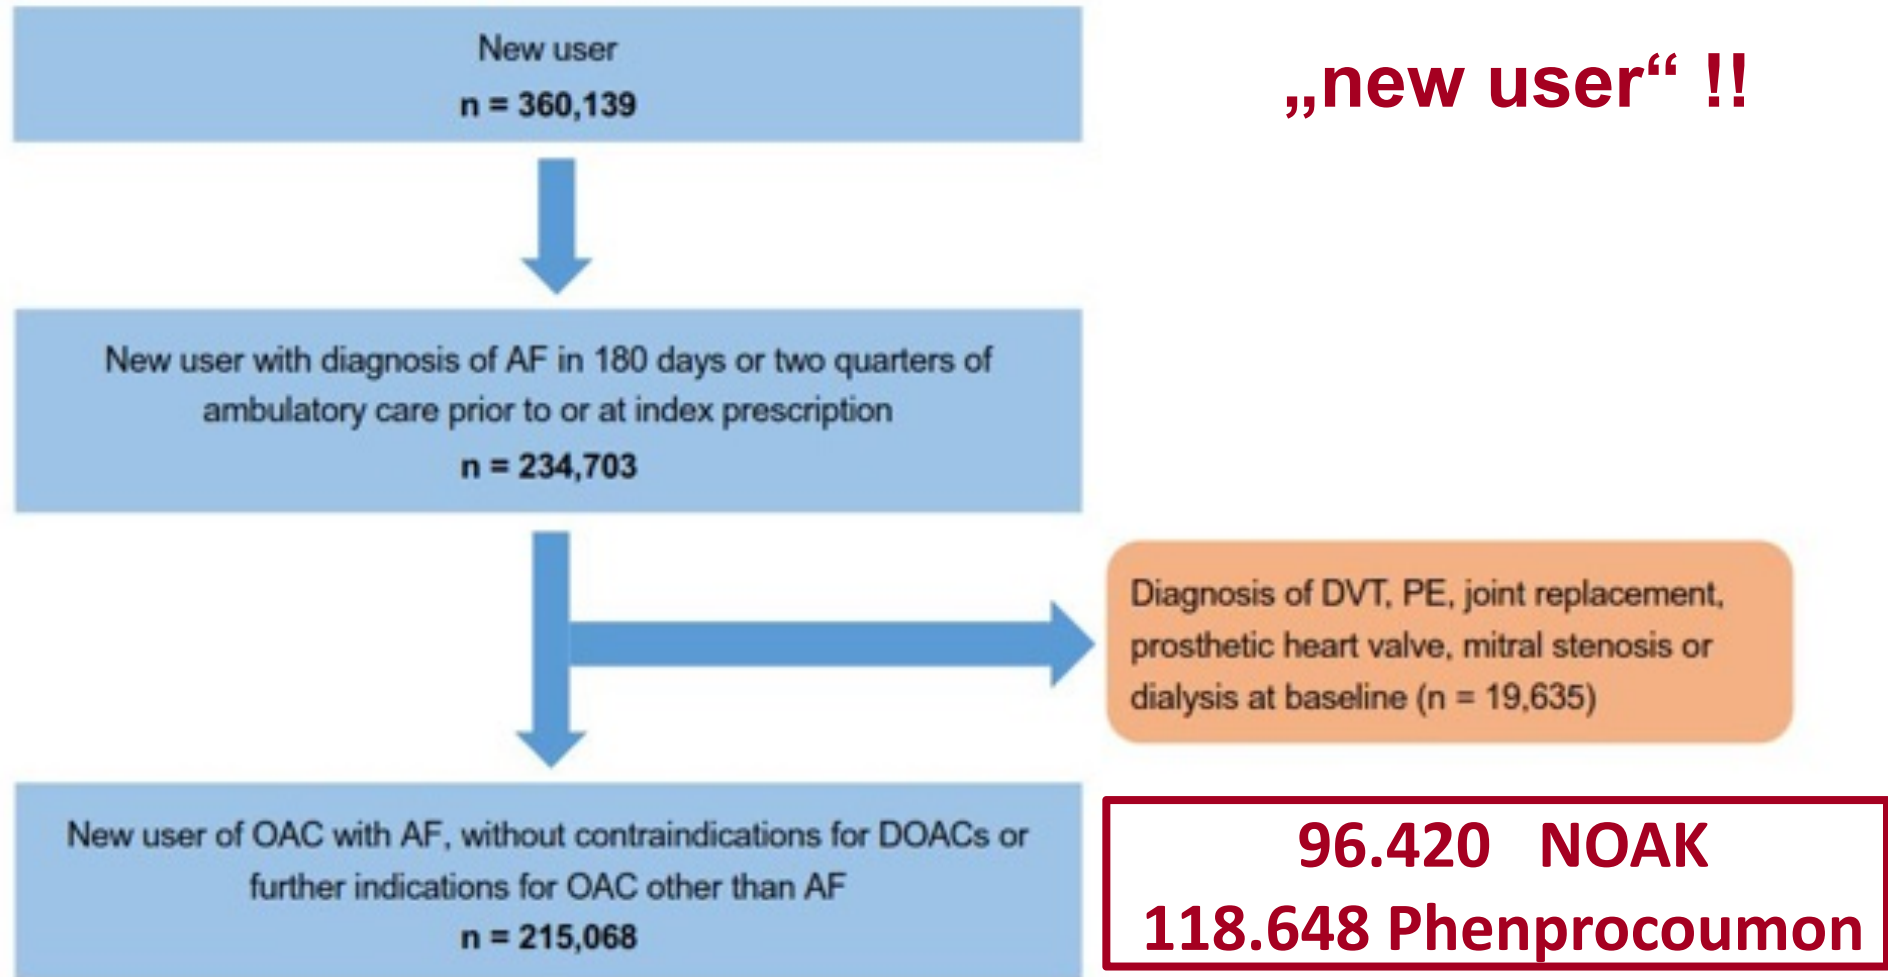 New user
n = 360,139
„new user“ !!
New user with diagnosis of AF in 180 days or two quarters of
ambulatory care prior to or at index prescription
n = 234,703
Diagnosis of DVT, PE, joint replacement,
prosthetic heart valve, mitral stenosis or
dialysis at baseline (n = 19,635)
New user of OAC with AF, without contraindications for DOACs or
further indications for OAC other than AF
n = 215,068
96.420 NOAK
118.648 Phenprocoumon